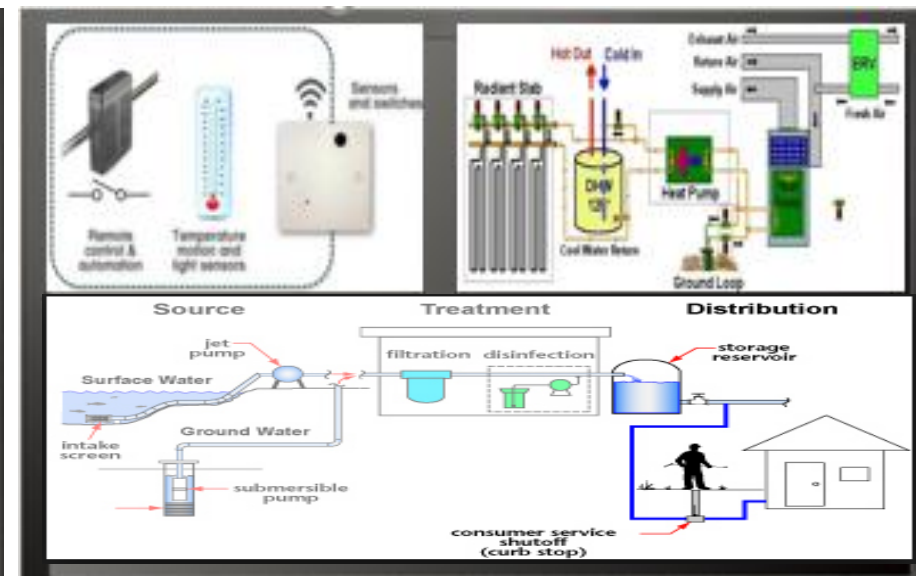 Sensors
and switches
Remote
control &
automation
Temperature
motion and
light sensors
Hot Out
Cold In
Radiant Slab
Exhaust Air
Return Air
Supply Air
ERV
Fresh Air
DHW
Heat Pump
Cool Water Return
Ground Loop
Source
Treatment
Distribution
jet
pump
filtration
disinfection
storage
reservoir
Surface Water
intake
screen
Ground Water
submersible
pump
consumer service
shutoff
(curb stop)